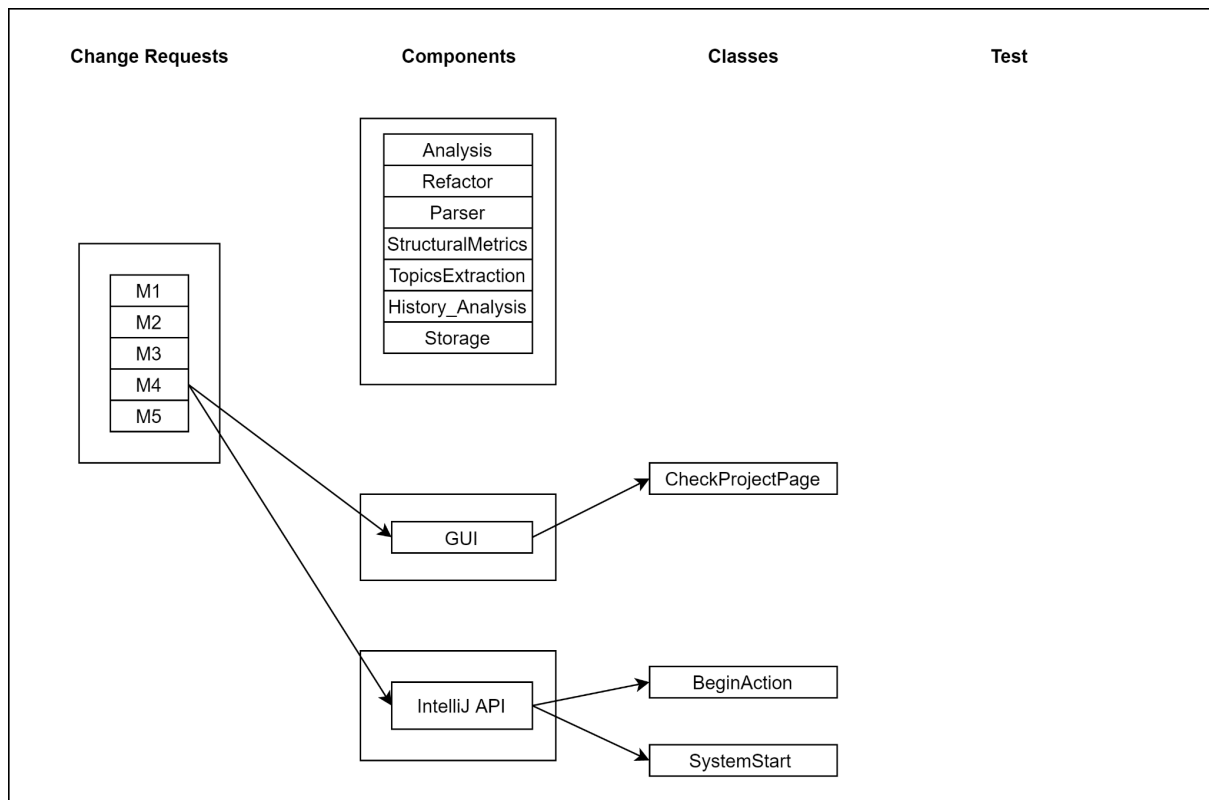 Change Requests
Components
Classes
Test
Analysis
Refactor
Parser
StructuralMetrics
TopicsExtraction
History_Analysis
Storage
M1
M2
M3
M4
M5
CheckProjectPage
GUI
BeginAction
IntelliJ API
SystemStart